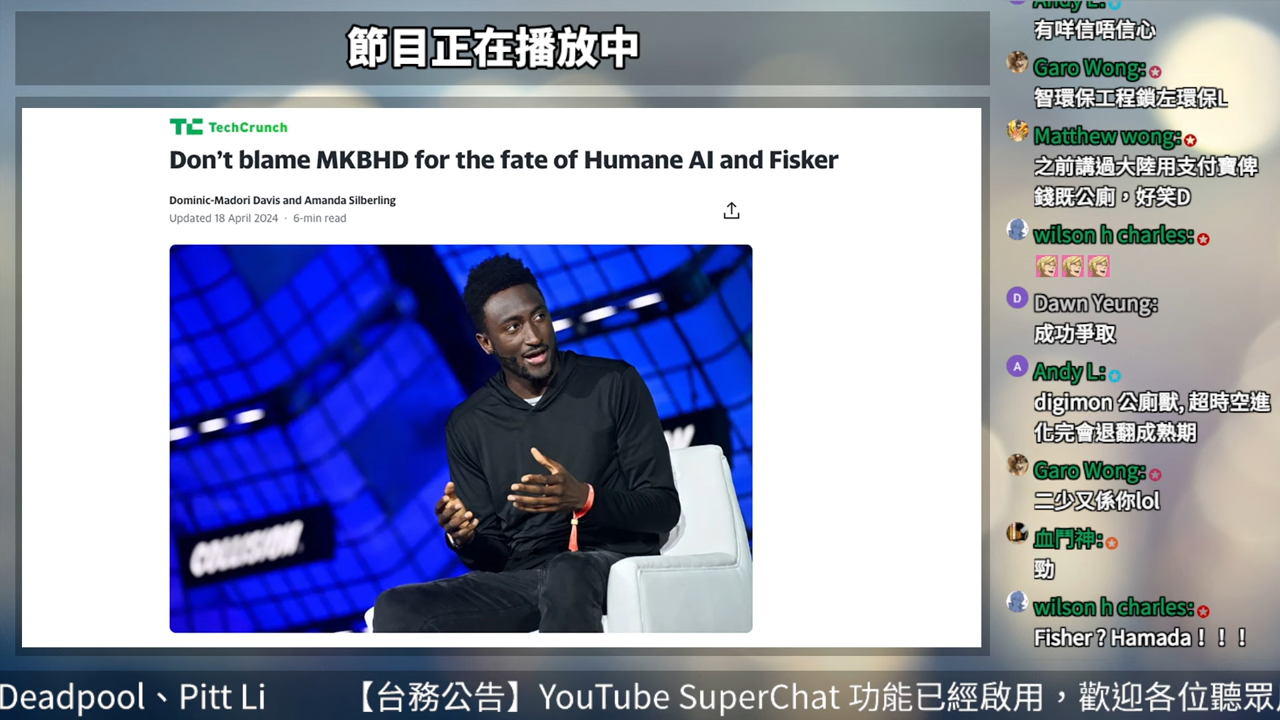 節目正在播放中
TC TechCrunch
Don't blame MKBHD for the fate of Humane AI and Fisker
Dominic-Madori Davis and Amanda Silberling
Updated 18 April 2024 · 6-min read
COLLISION
Andy L:
有咩信唔信心
Garo Wong:
智環保工程鎖左環保L
Matthew wong:
之前講過大陸用支付寶俾
錢既公廁，好笑D
wilson h charles:
D
Dawn Yeung:
成功爭取
A
Andy L:
digimon 公廁獸, 超時空進
化完會退翻成熟期
Garo Wong:
二少又係你lol
血鬥神:
勁
wilson h charles:
Fisher ? Hamada！！！
Deadpool、Pitt Li 【台務公告】YouTube SuperChat 功能已經啟用，歡迎各位聽眾